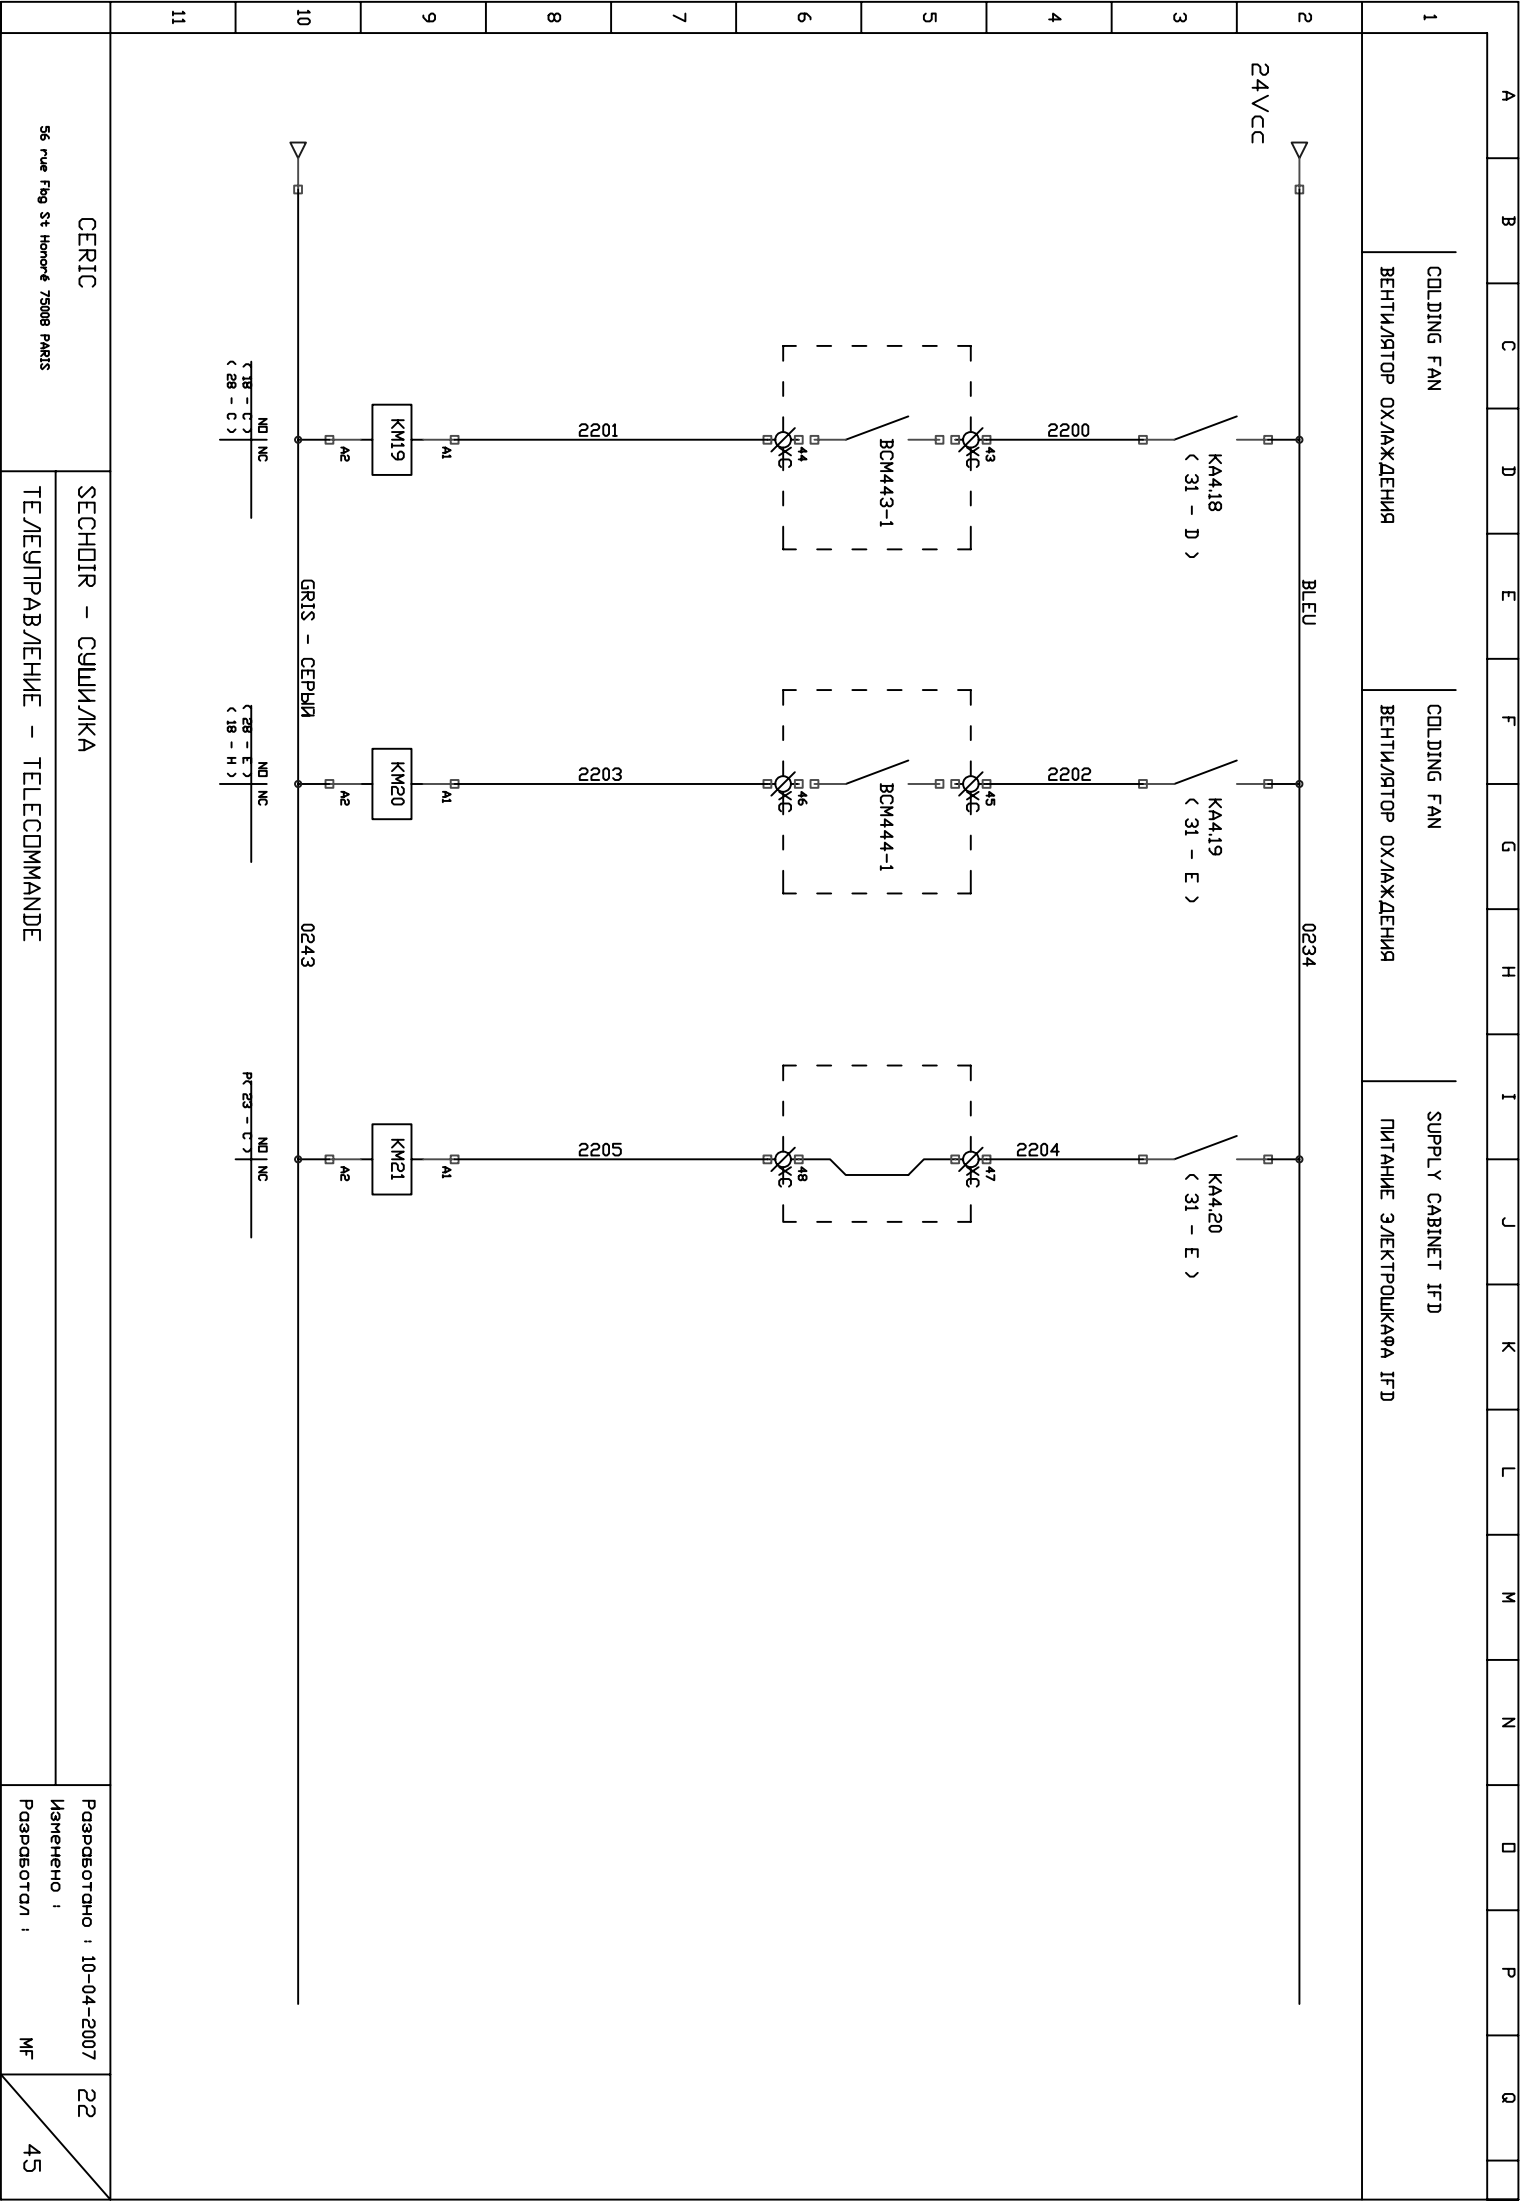 A B C D E F G H I J K L M N O P Q
1
2
3
4
5
6
7
8
9
10
11
COLDING FAN
ВЕНТИЛЯТОР ОХЛАЖДЕНИЯ
COLDING FAN
ВЕНТИЛЯТОР ОХЛАЖДЕНИЯ
SUPPLY CABINET IFD
ПИТАНИЕ ЭЛЕКТРОШКАФА IFD
24Vcc
BLEU
0234
KA4.18
( 31 - D )
KA4.19
( 31 - E )
KA4.20
( 31 - E )
2200
2202
2204
43
XC
45
XC
47
XC
BCM443-1
BCM444-1
44
XC
46
XC
48
XC
2201
2203
2205
A1
KM19
A2
A1
KM20
A2
A1
KM21
A2
GRIS - СЕРЫЙ
0243
NO NC
( 18 - C )
( 28 - C )
NO NC
( 28 - E )
( 18 - H )
NO NC
P( 23 - C )
CERIC
56 rue Fbg St Honoré 75008 PARIS
SECHOIR - СУШИЛКА
ТЕЛЕУПРАВЛЕНИЕ - TELECOMMANDE
Разработано : 10-04-2007
Изменено :
Разработал : MF
22
45